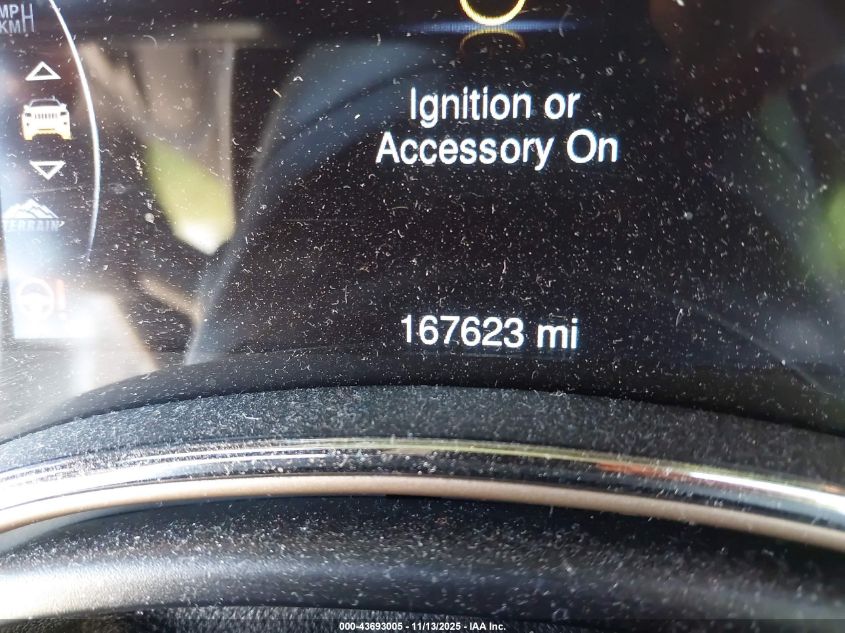 MPH
KM
Ignition or
Accessory On
TERRAIN
!
167623 mi
000-43693005 - 11/13/2025 - IAA Inc.